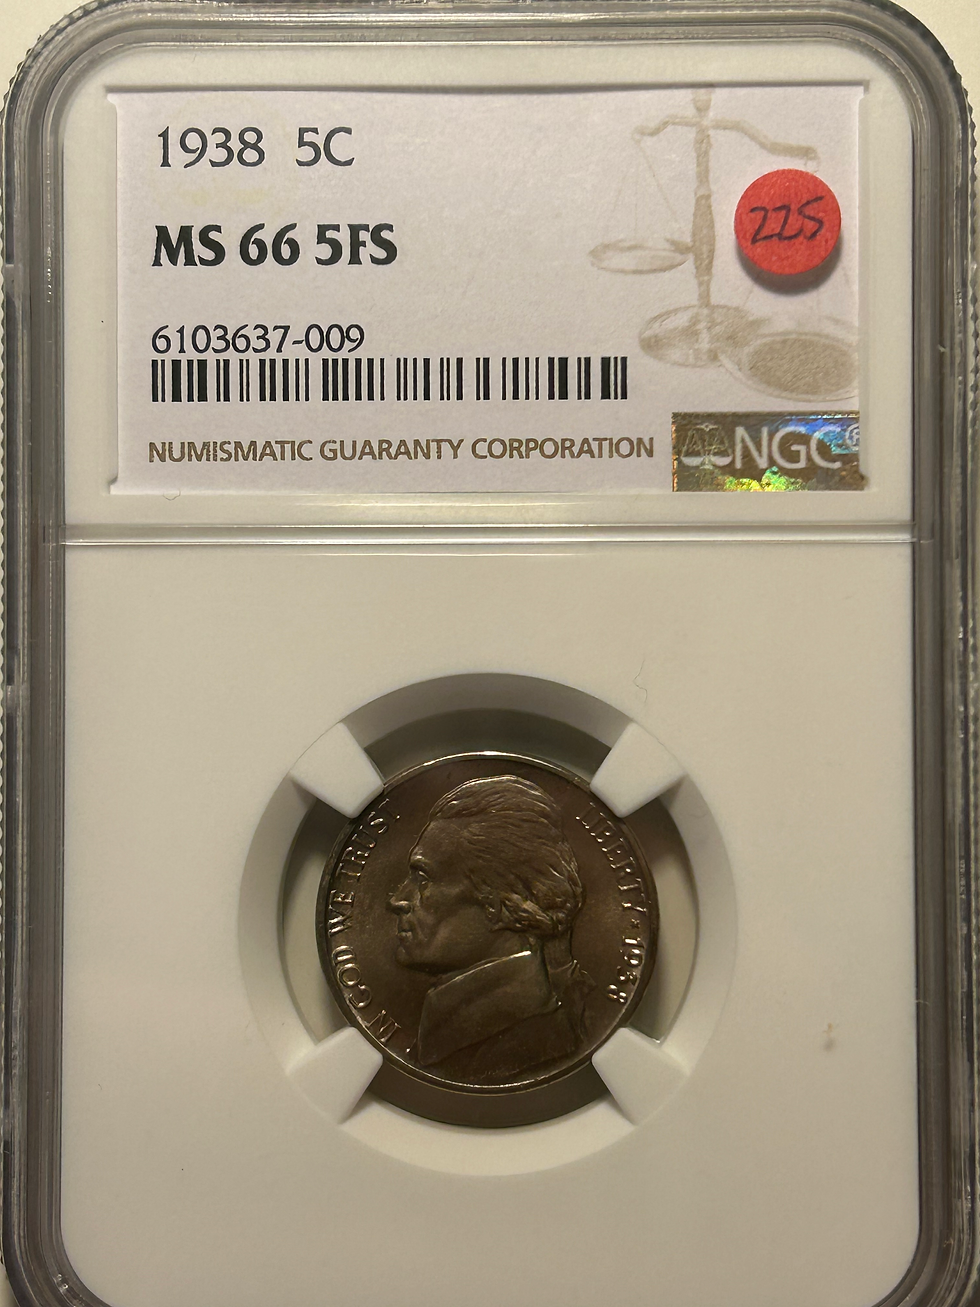 1938 5C
225
MS 66 5FS
6103637-009
NUMISMATIC GUARANTY CORPORATION
NGC®
IN GOD WE TRUST
LIBERTY * 1938